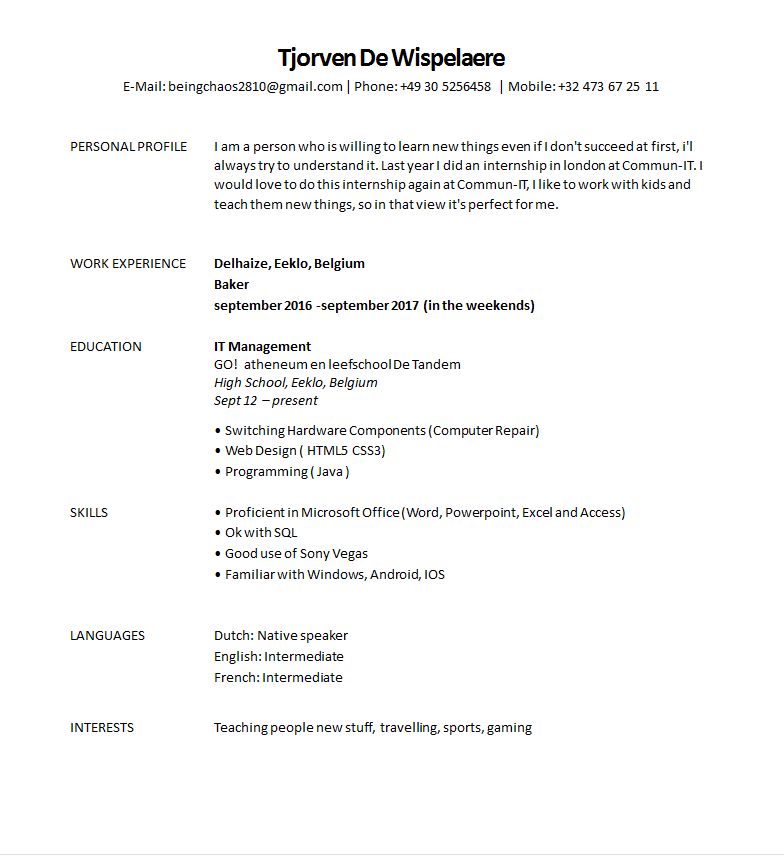 Tjorven De Wispelaere
E-Mail: beingchaos2810@gmail.com | Phone: +49 30 5256458 | Mobile: +32 473 67 25 11
PERSONAL PROFILE
I am a person who is willing to learn new things even if I don't succeed at first, i'l
always try to understand it. Last year I did an internship in london at Commun-IT. I
would love to do this internship again at Commun-IT, I like to work with kids and
teach them new things, so in that view it's perfect for me.
WORK EXPERIENCE
Delhaize, Eeklo, Belgium
Baker
september 2016 -september 2017 (in the weekends)
EDUCATION
IT Management
GO! atheneum en leefschool De Tandem
High School, Eeklo, Belgium
Sept 12 – present
• Switching Hardware Components (Computer Repair)
• Web Design ( HTML5 CSS3)
• Programming ( Java )
SKILLS
• Proficient in Microsoft Office (Word, Powerpoint, Excel and Access)
• Ok with SQL
• Good use of Sony Vegas
• Familiar with Windows, Android, IOS
LANGUAGES
Dutch: Native speaker
English: Intermediate
French: Intermediate
INTERESTS
Teaching people new stuff, travelling, sports, gaming